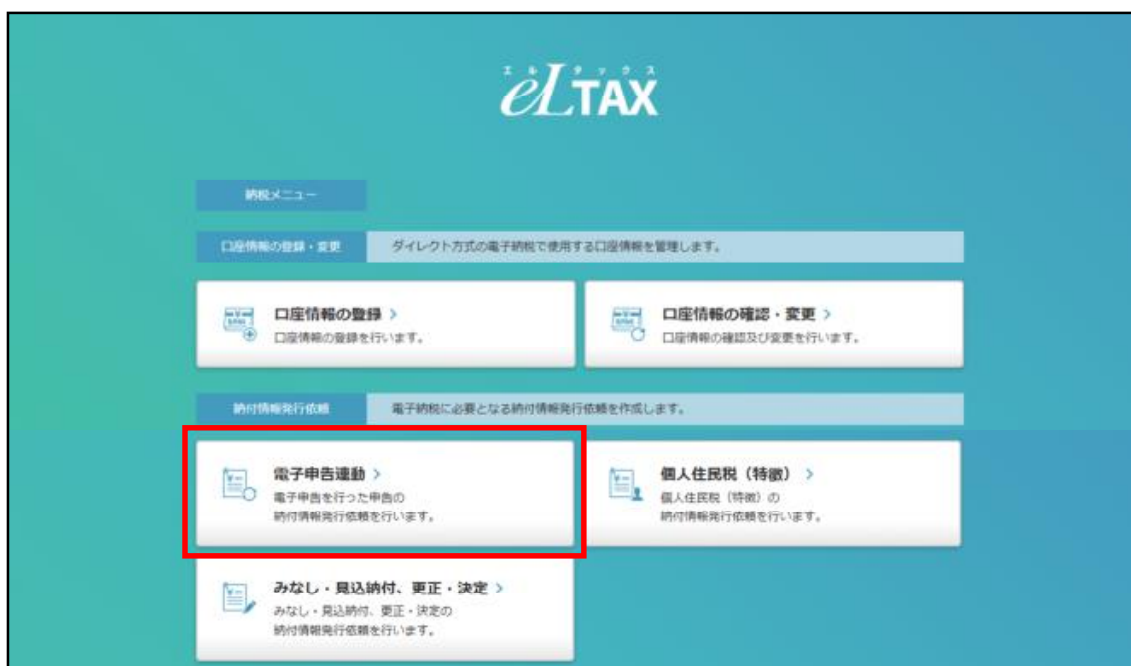 エルタックス
eLTAX
納税メニュー
口座情報の登録・変更 ダイレクト方式の電子納税で使用する口座情報を管理します。
口座情報の登録 >
口座情報の登録を行います。
口座情報の確認・変更 >
口座情報の確認及び変更を行います。
納付情報発行依頼 電子納税に必要となる納付情報発行依頼を作成します。
電子申告連動 >
電子申告を行った申告の
納付情報発行依頼を行います。
個人住民税（特徴） >
個人住民税（特徴）の
納付情報発行依頼を行います。
みなし・見込納付、更正・決定 >
みなし・見込納付、更正・決定の
納付情報発行依頼を行います。